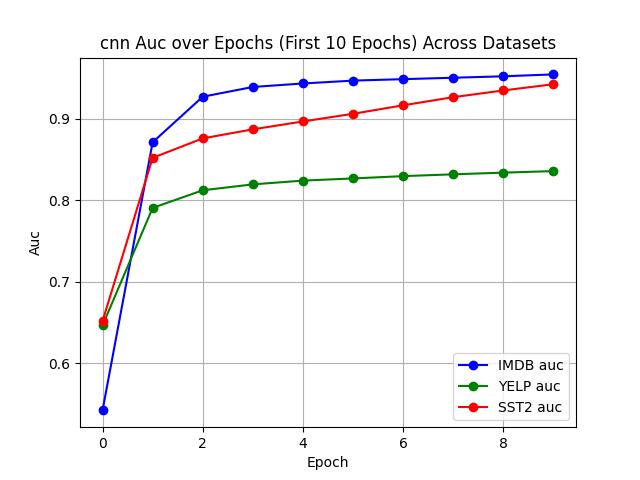 cnn Auc over Epochs (First 10 Epochs) Across Datasets
0.9
0.8
0.7
0.6
Auc
0 2 4 6 8
Epoch
IMDB auc
YELP auc
SST2 auc